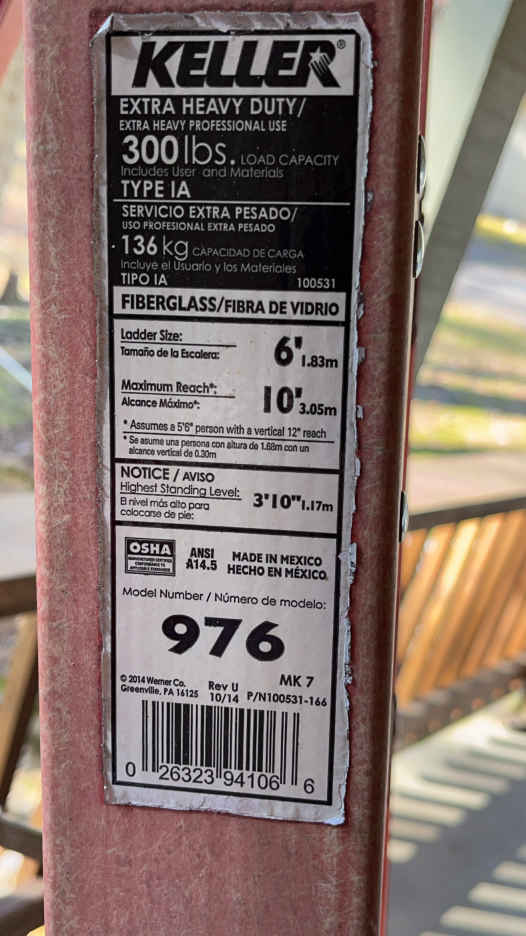 KELLER®
EXTRA HEAVY DUTY/
EXTRA HEAVY PROFESSIONAL USE
300 lbs. LOAD CAPACITY
Includes User and Materials
TYPE IA
SERVICIO EXTRA PESADO/
USO PROFESIONAL EXTRA PESADO
136 kg CAPACIDAD DE CARGA
Incluye el Usuario y los Materiales
TIPO IA 100531
FIBERGLASS/FIBRA DE VIDRIO
Ladder Size:
Tamaño de la Escalera:
6' 1.83m
Maximum Reach*:
Alcance Máximo*:
10' 3.05m
* Assumes a 5'6" person with a vertical 12" reach
* Se asume una persona con altura de 1.68m con un
alcance vertical de 0.30m
NOTICE / AVISO
Highest Standing Level:
El nivel más alto para
colocarse de pie:
3'10" 1.17m
OSHA
ANSI
A14.5
MADE IN MEXICO
HECHO EN MÉXICO
Model Number / Número de modelo:
976
MK 7
© 2014 Werner Co.
Greenville, PA 16125
Rev U
10/14 P/N100531-166
0 26323 94106 6